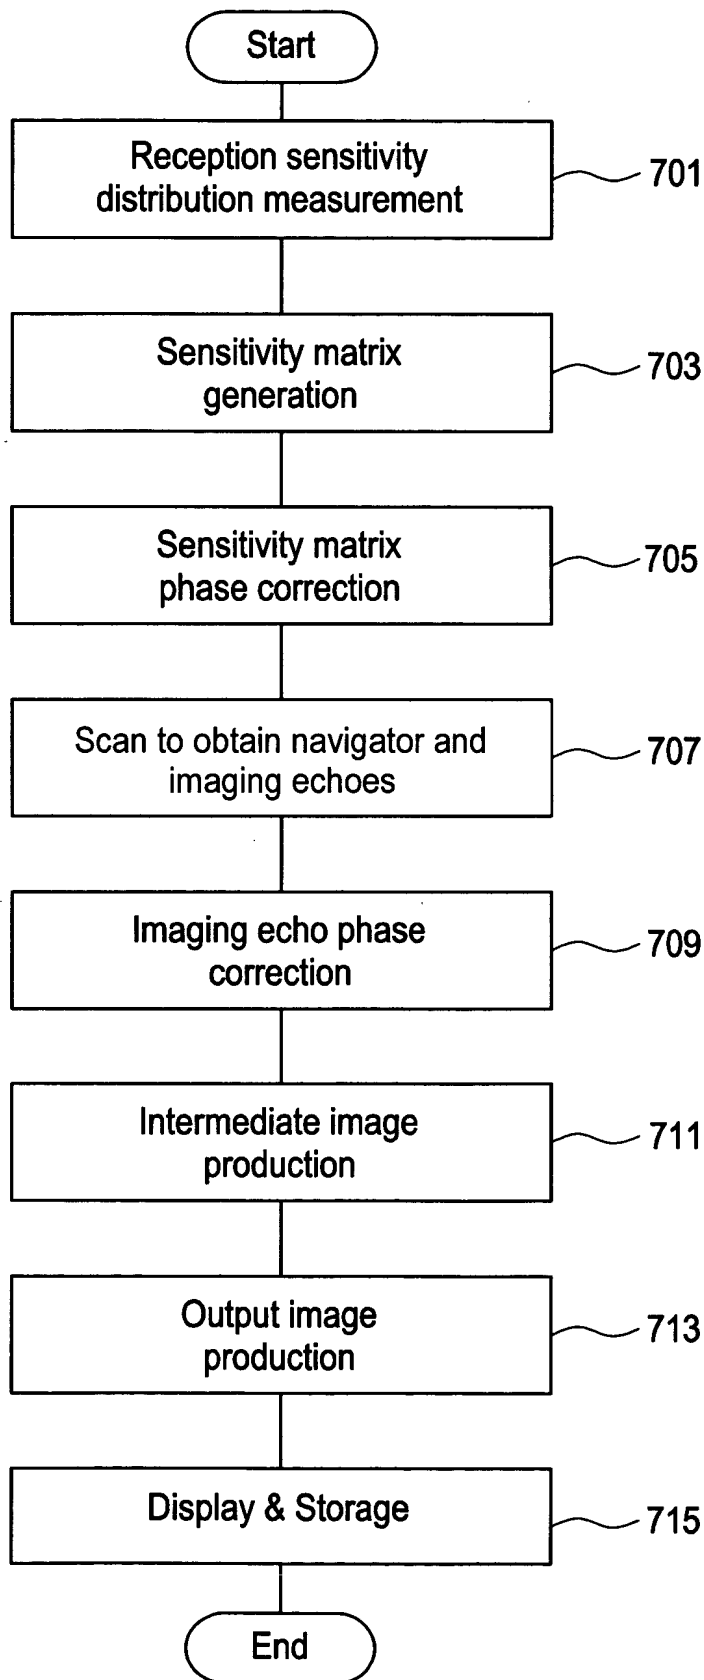 Start
Reception sensitivity
distribution measurement
701
Sensitivity matrix
generation
703
Sensitivity matrix
phase correction
705
Scan to obtain navigator and
imaging echoes
707
Imaging echo phase
correction
709
Intermediate image
production
711
Output image
production
713
Display & Storage
715
End